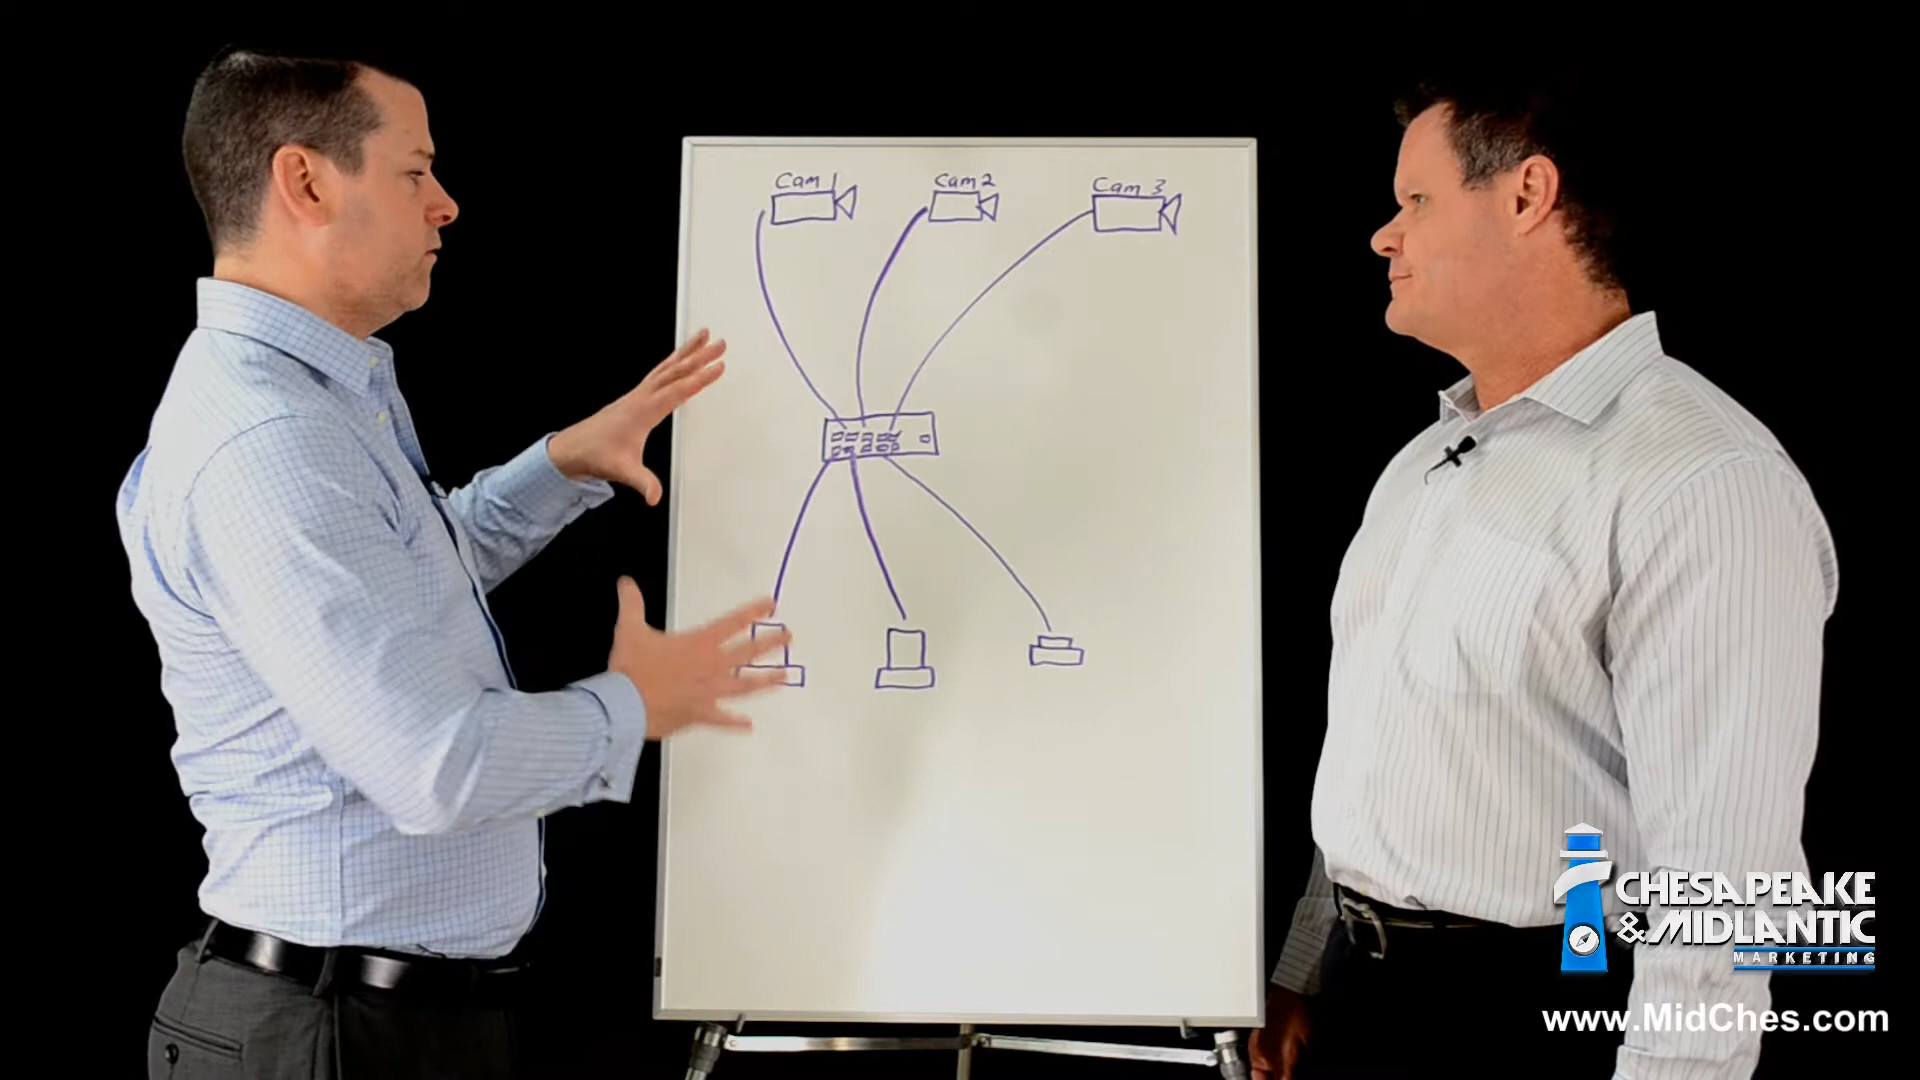 Cam 1
Cam 2
Cam 3
CHESAPEAKE
& MIDLANTIC
MARKETING
www.MidChes.com